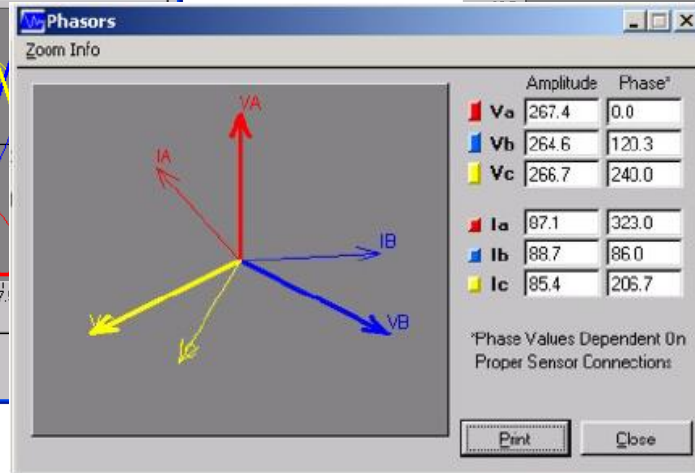 Phasors
Zoom Info
Amplitude Phase*
Va 267.4 0.0
Vb 264.6 120.3
Vc 266.7 240.0
Ia 87.1 323.0
Ib 88.7 86.0
Ic 85.4 206.7
*Phase Values Dependent On
Proper Sensor Connections
Print Close
VA
IA
IB
VB